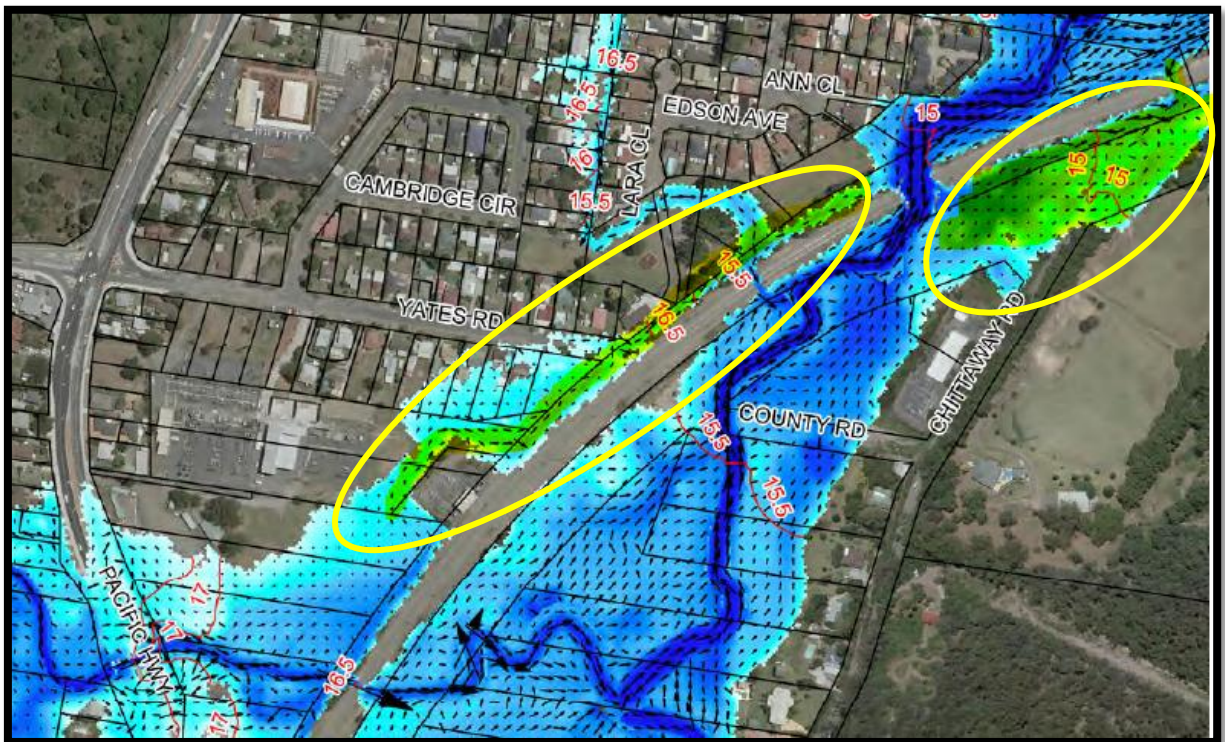 16.5
ANN CL
16.5
EDSON AVE
15
16
LARA CL
15
15
CAMBRIDGE CIR
15.5
15.5
YATES RD
16.5
CHITTAWAY RD
15.5
COUNTY RD
15.5
17
PACIFIC HWY
17
16.5
17